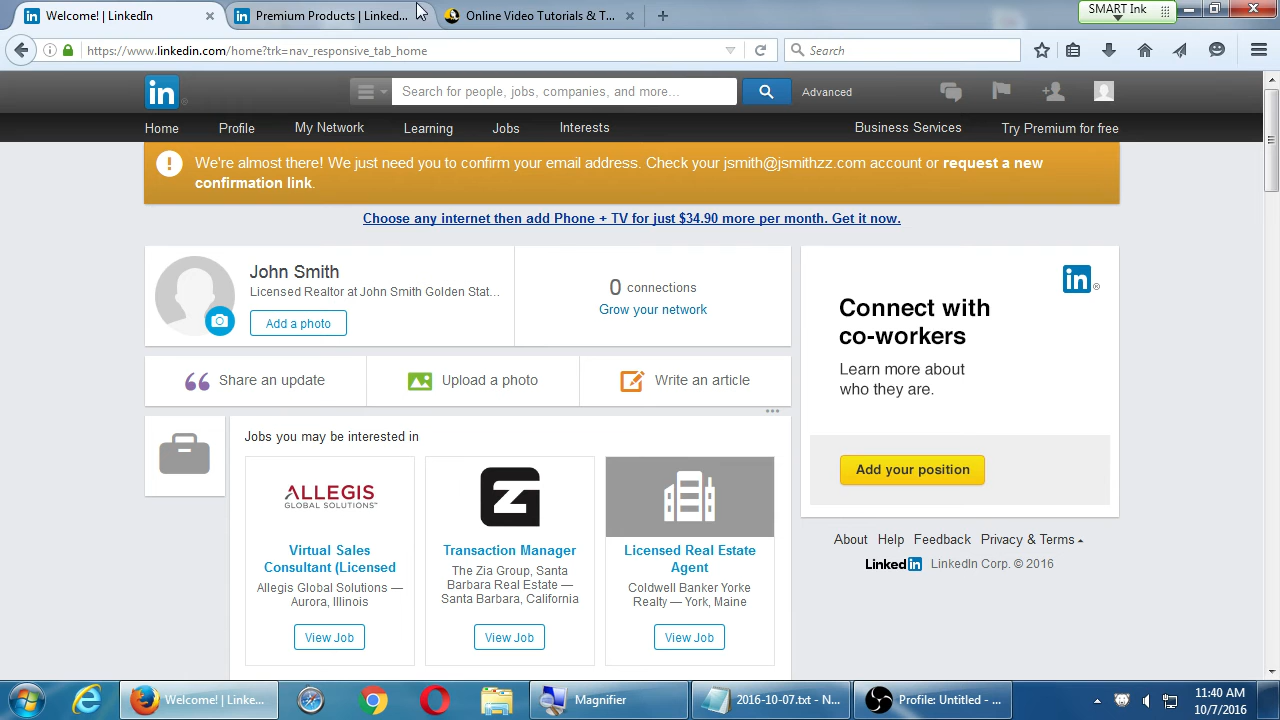 Welcome! | LinkedIn
Premium Products | Linked...
Online Video Tutorials & T...
SMART Ink
https://www.linkedin.com/home?trk=nav_responsive_tab_home
Search
in
Search for people, jobs, companies, and more...
Advanced
Home
Profile
My Network
Learning
Jobs
Interests
Business Services
Try Premium for free
We're almost there! We just need you to confirm your email address. Check your jsmith@jsmithzz.com account or request a new
confirmation link.
Choose any internet then add Phone + TV for just $34.90 more per month. Get it now.
John Smith
Licensed Realtor at John Smith Golden Stat...
Add a photo
0 connections
Grow your network
in
Connect with
co-workers
Learn more about
who they are.
Add your position
Share an update
Upload a photo
Write an article
Jobs you may be interested in
ALLEGIS
GLOBAL SOLUTIONS
Virtual Sales
Consultant (Licensed
Allegis Global Solutions —
Aurora, Illinois
View Job
Transaction Manager
The Zia Group, Santa
Barbara Real Estate —
Santa Barbara, California
View Job
Licensed Real Estate
Agent
Coldwell Banker Yorke
Realty — York, Maine
View Job
About
Help
Feedback
Privacy & Terms
Linked in
LinkedIn Corp. © 2016
Welcome! | Linke...
Magnifier
2016-10-07.txt - N...
Profile: Untitled - ...
11:40 AM
10/7/2016